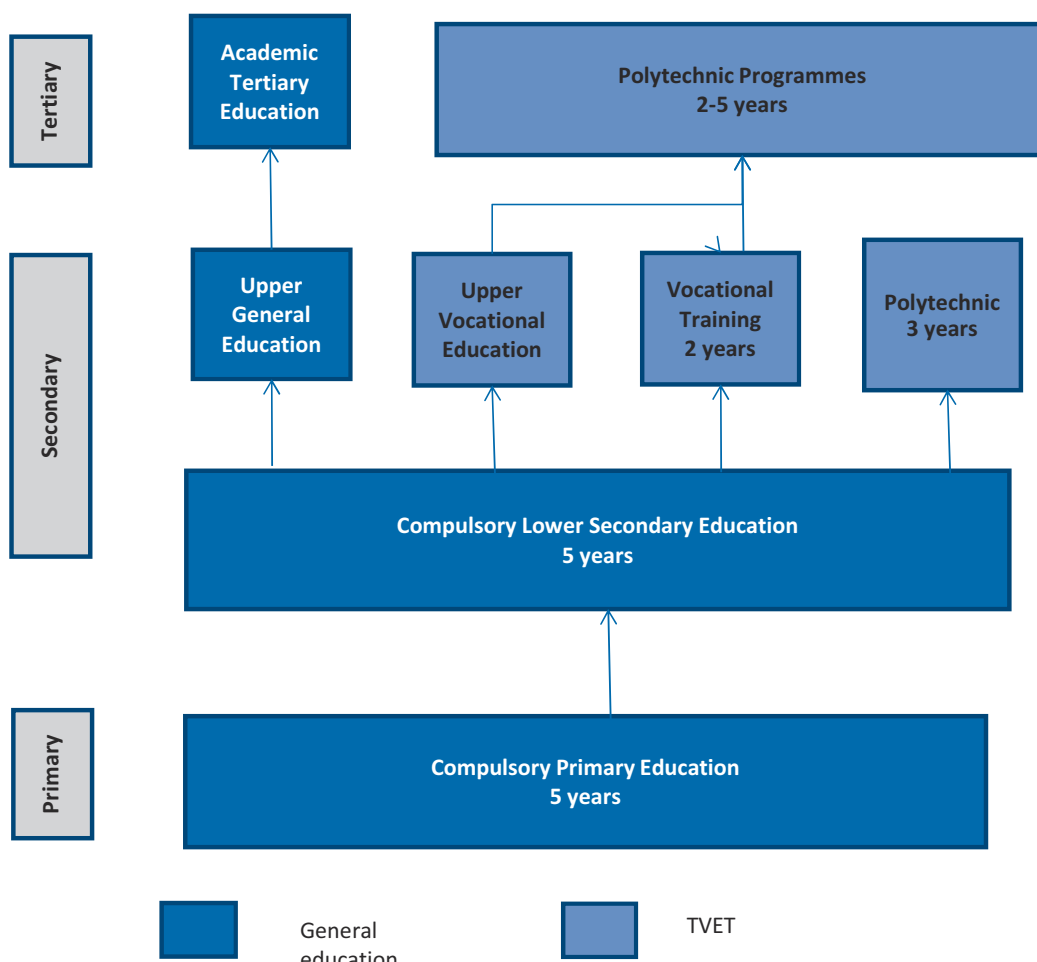 Tertiary
Academic
Tertiary
Education
Polytechnic Programmes
2-5 years
Secondary
Upper
General
Education
Upper
Vocational
Education
Vocational
Training
2 years
Polytechnic
3 years
Compulsory Lower Secondary Education
5 years
Primary
Compulsory Primary Education
5 years
General
education
TVET